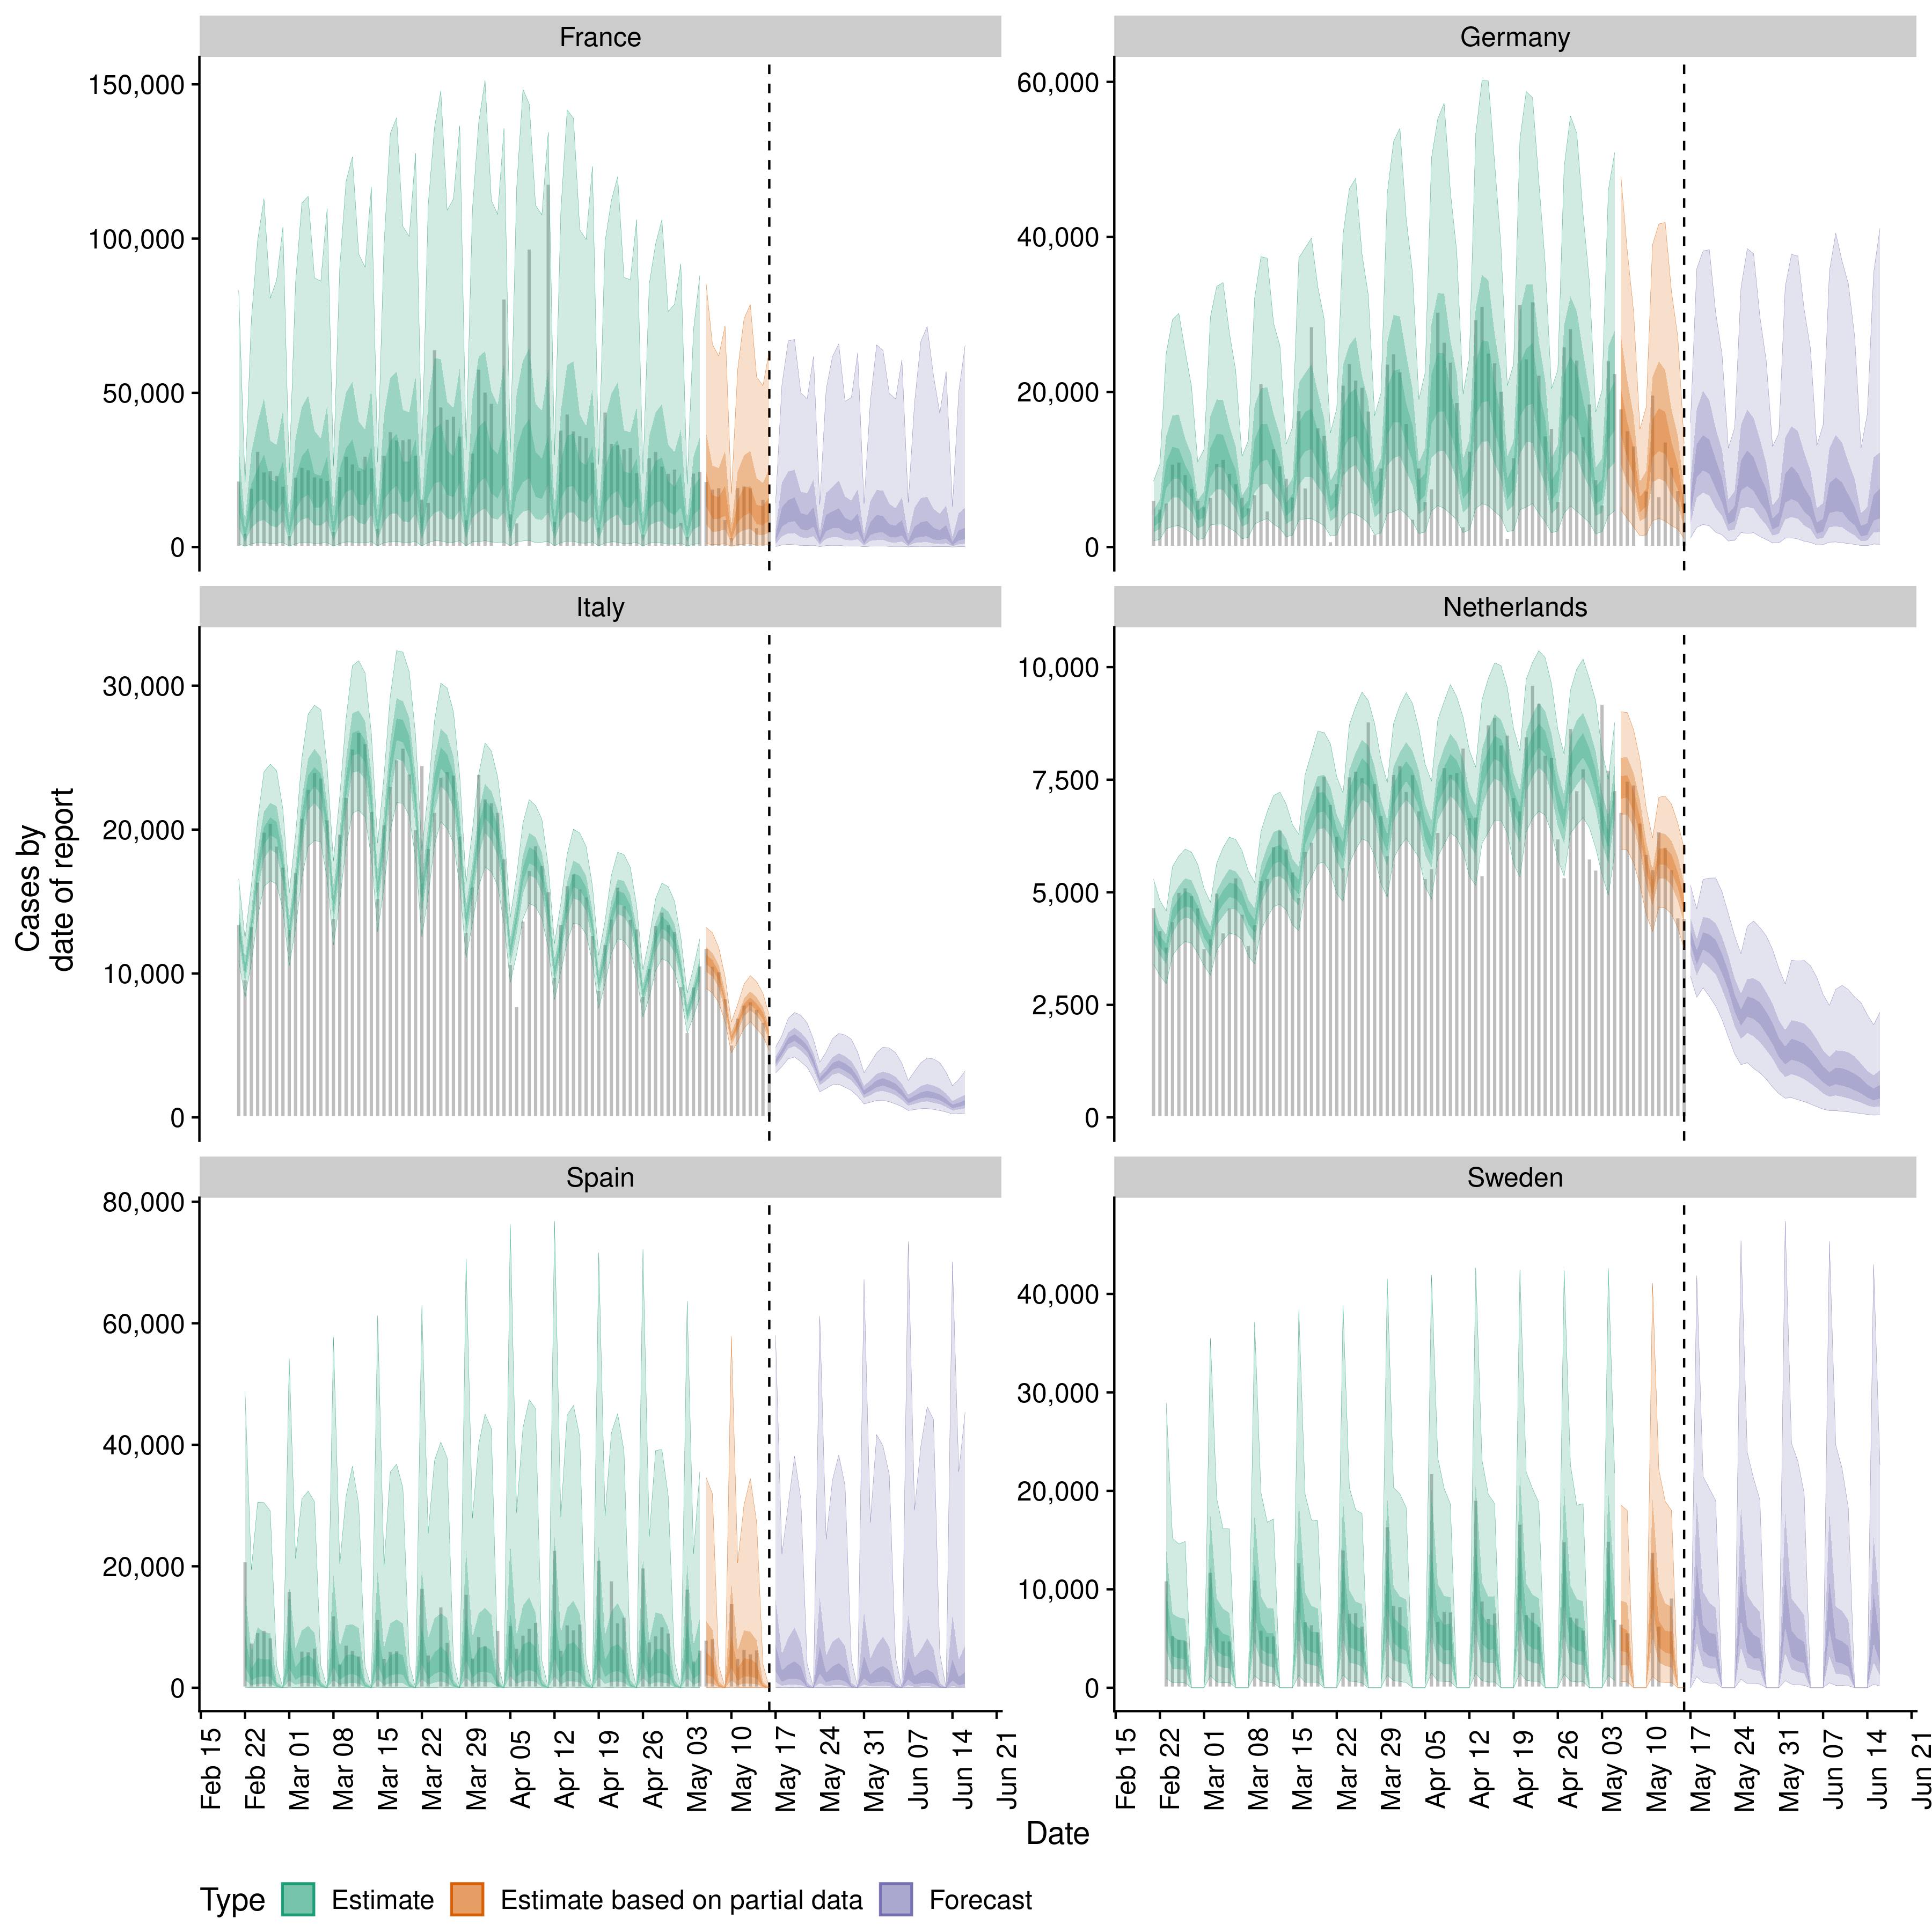 France
Germany
150,000
100,000
50,000
0
60,000
40,000
20,000
0
Italy
Netherlands
30,000
20,000
10,000
0
10,000
7,500
5,000
2,500
0
Cases by
date of report
Spain
Sweden
80,000
60,000
40,000
20,000
0
40,000
30,000
20,000
10,000
0
Feb 15
Feb 22
Mar 01
Mar 08
Mar 15
Mar 22
Mar 29
Apr 05
Apr 12
Apr 19
Apr 26
May 03
May 10
May 17
May 24
May 31
Jun 07
Jun 14
Jun 21
Feb 15
Feb 22
Mar 01
Mar 08
Mar 15
Mar 22
Mar 29
Apr 05
Apr 12
Apr 19
Apr 26
May 03
May 10
May 17
May 24
May 31
Jun 07
Jun 14
Jun 21
Date
Type Estimate Estimate based on partial data Forecast